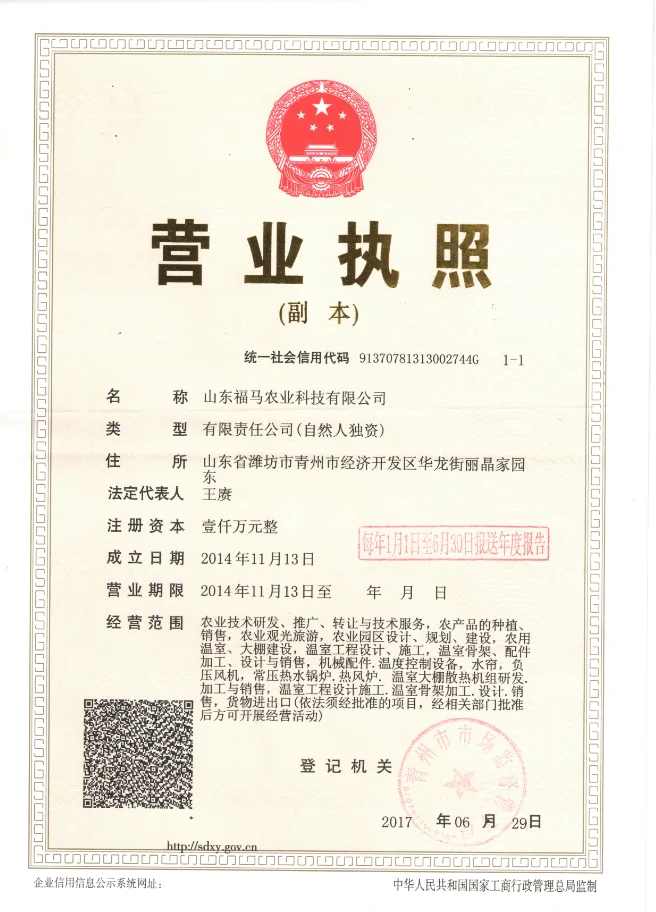 营业执照
(副 本)
统一社会信用代码 91370781313002744G 1-1
名 称 山东福马农业科技有限公司
类 型 有限责任公司(自然人独资)
住 所 山东省潍坊市青州市经济开发区华龙街丽晶家园
东
法定代表人 王赓
注册资本 壹仟万元整
每年1月1日至6月30日报送年度报告
成立日期 2014年11月13日
营业期限 2014年11月13日至 年 月 日
经营范围 农业技术研发、推广、转让与技术服务，农产品的种植、
销售，农业观光旅游，农业园区设计、规划、建设，农用
温室、大棚建设，温室工程设计、施工，温室骨架、配件
加工、设计与销售，机械配件.温度控制设备，水帘，负
压风机，常压热水锅炉.热风炉. 温室大棚散热机组研发.
加工与销售，温室工程设计施工.温室骨架加工.设计.销
售，货物进出口(依法须经批准的项目，经相关部门批准
后方可开展经营活动)
登记机关
青州市市场监督管
2017 年 06 月 29日
http://sdxy.gov.cn
企业信用信息公示系统网址：
中华人民共和国国家工商行政管理总局监制